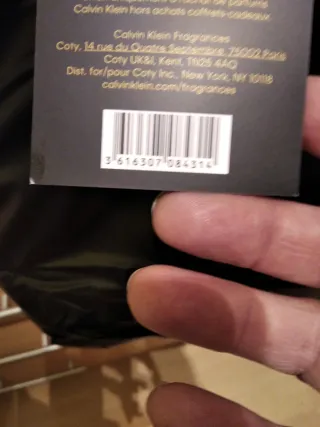 Calvin Klein hors achats coffrets-cadeaux.
Calvin Klein Fragrances
Coty, 14 rue du Quatre Septembre, 75002 Paris
Coty UK&I, Kent, TN25 4AQ
Dist. for/pour Coty Inc., New York, NY 10118
calvinklein.com/fragrances
3 616307 084314